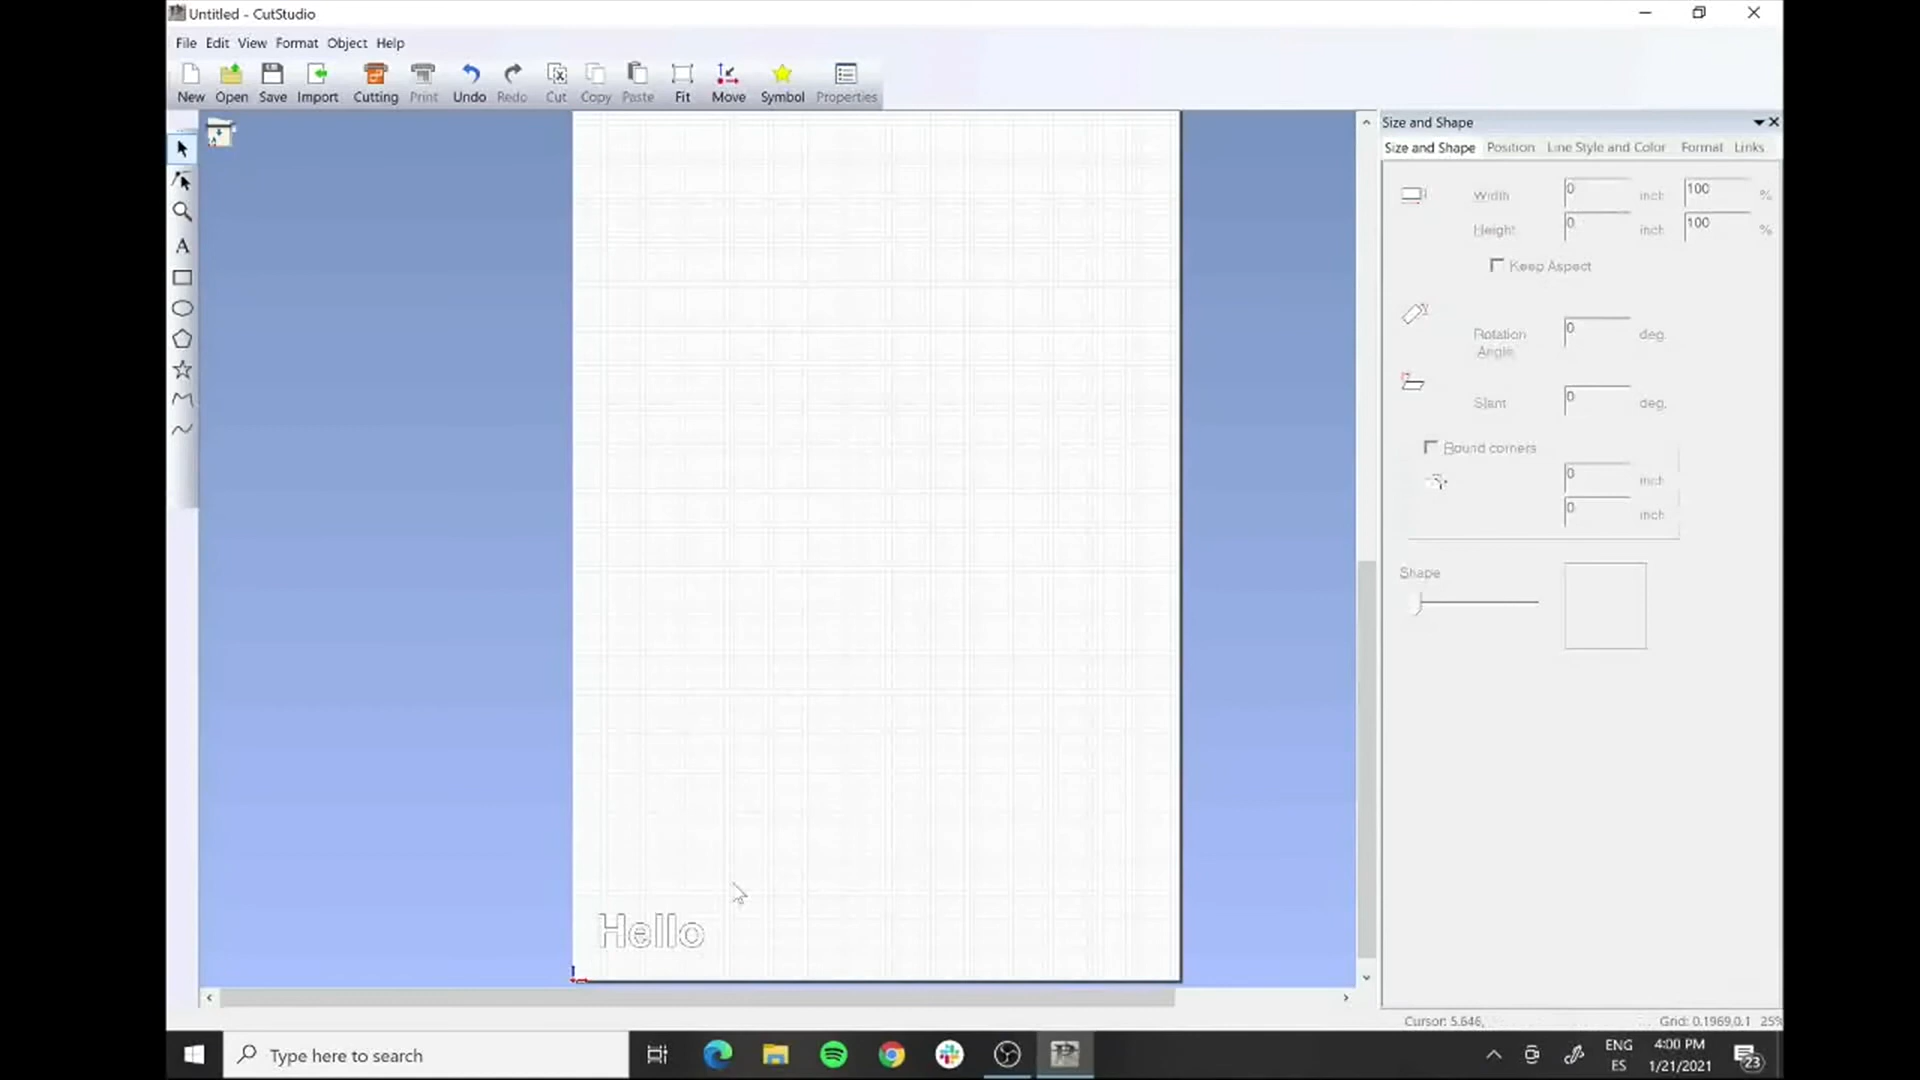 Untitled - CutStudio
File Edit View Format Object Help
New Open Save Import Cutting Print Undo Redo Cut Copy Paste Fit Move Symbol Properties
Size and Shape
Size and Shape Position Line Style and Color Format Links
Width 0 inch 100 %
Height 0 inch 100 %
Keep Aspect
Rotation Angle 0 deg.
Slant 0 deg.
Round corners
0 inch
0 inch
Shape
Hello
Cursor: 5.646, Grid: 0.1969,0.1 25%
Type here to search
ENG
ES
4:00 PM
1/21/2021
23